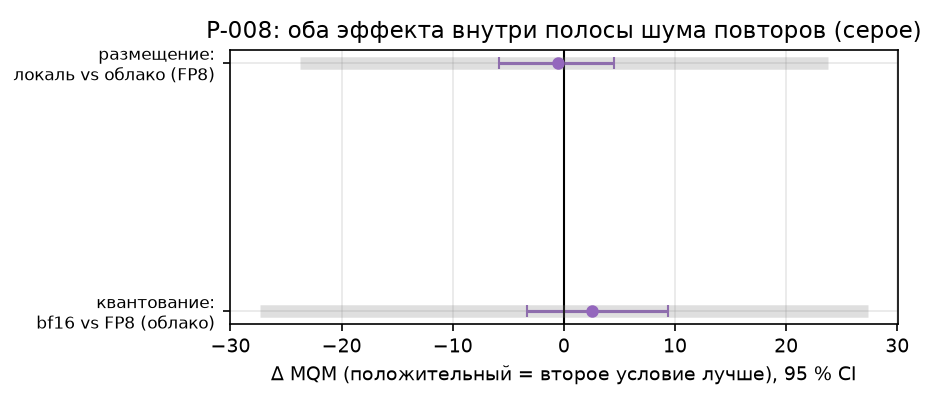 P-008: оба эффекта внутри полосы шума повторов (серое)
размещение:
локаль vs облако (FP8)
квантование:
bf16 vs FP8 (облако)
−30 −20 −10 0 10 20 30
Δ MQM (положительный = второе условие лучше), 95 % CI